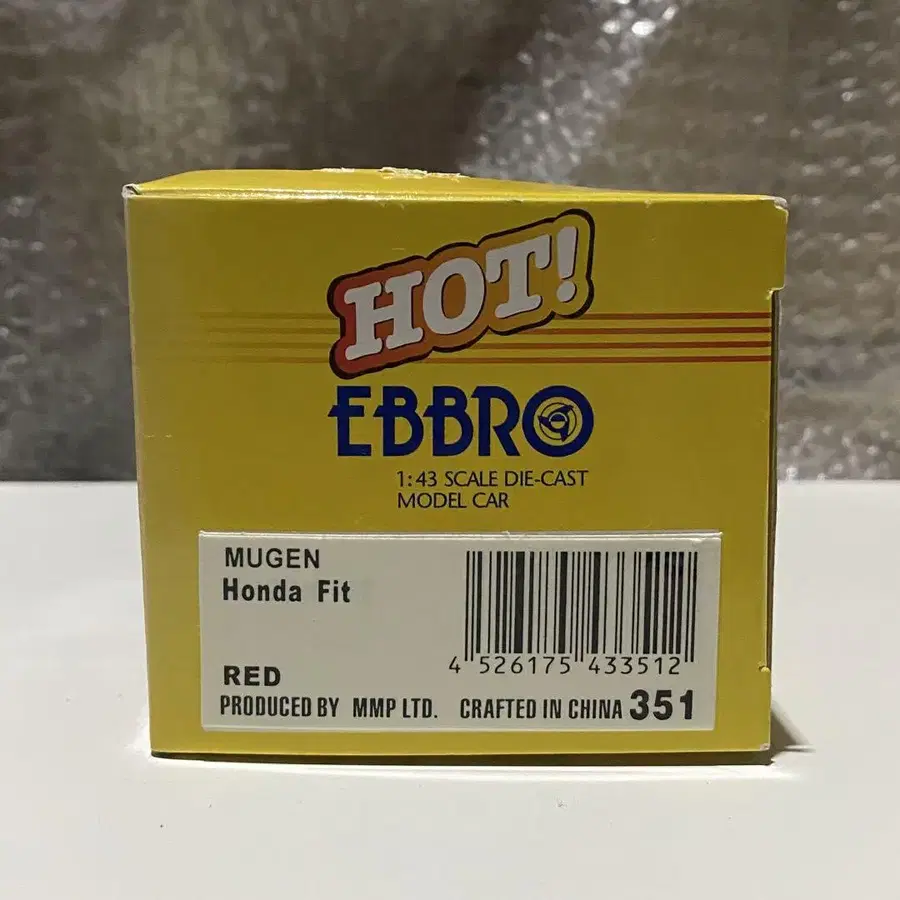 HOT!
EBBRO
1:43 SCALE DIE-CAST
MODEL CAR
MUGEN
Honda Fit
4 526175 433512
RED
PRODUCED BY MMP LTD. CRAFTED IN CHINA 351